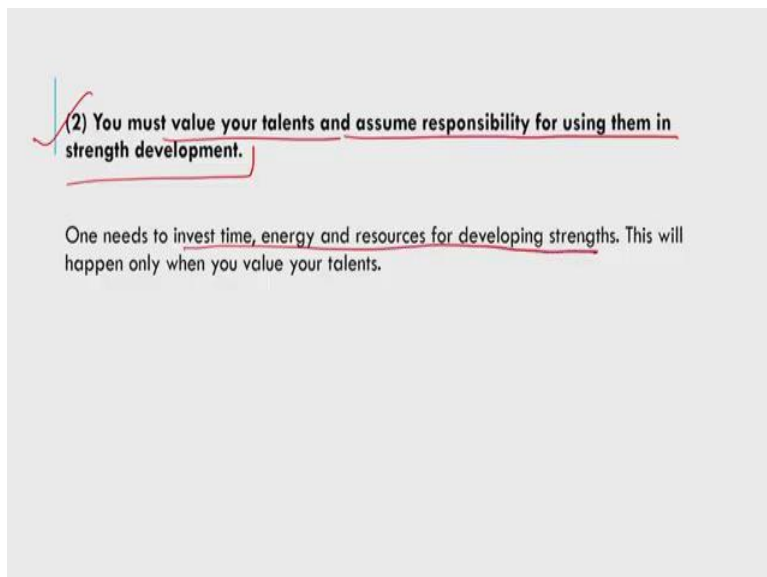 (2) You must value your talents and assume responsibility for using them in
strength development.
One needs to invest time, energy and resources for developing strengths. This will
happen only when you value your talents.